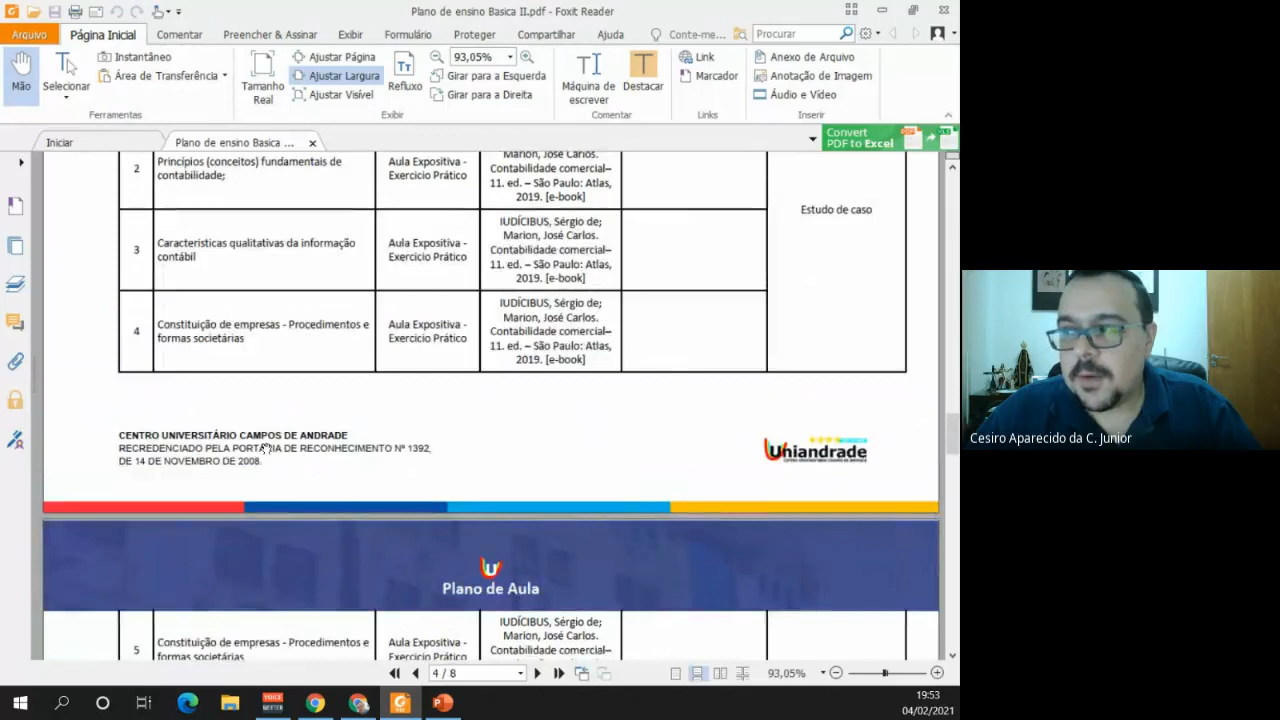 Plano de ensino Basica II.pdf - Foxit Reader
Arquivo
Página Inicial
Comentar
Preencher & Assinar
Exibir
Formulário
Proteger
Compartilhar
Ajuda
Conte-me...
Procurar
Mão
Selecionar
Instantâneo
Área de Transferência
Ferramentas
Tamanho
Real
Ajustar Página
Ajustar Largura
Ajustar Visível
Refluxo
93,05%
Girar para a Esquerda
Girar para a Direita
Exibir
Máquina de
escrever
Destacar
Comentar
Link
Marcador
Links
Anexo de Arquivo
Anotação de Imagem
Áudio e Vídeo
Inserir
Iniciar
Plano de ensino Basica ...
Convert
PDF to Excel
2
Princípios (conceitos) fundamentais de
contabilidade;
Aula Expositiva -
Exercicio Prático
Marion, José Carlos.
Contabilidade comercial–
11. ed. – São Paulo: Atlas,
2019. [e-book]
Estudo de caso
3
Caracteristicas qualitativas da informação
contábil
Aula Expositiva -
Exercicio Prático
IUDÍCIBUS, Sérgio de;
Marion, José Carlos.
Contabilidade comercial–
11. ed. – São Paulo: Atlas,
2019. [e-book]
4
Constituição de empresas - Procedimentos e
formas societárias
Aula Expositiva -
Exercicio Prático
IUDÍCIBUS, Sérgio de;
Marion, José Carlos.
Contabilidade comercial–
11. ed. – São Paulo: Atlas,
2019. [e-book]
CENTRO UNIVERSITÁRIO CAMPOS DE ANDRADE
RECREDENCIADO PELA PORTARIA DE RECONHECIMENTO Nº 1392,
DE 14 DE NOVEMBRO DE 2008.
Uniandrade
Plano de Aula
5
Constituição de empresas - Procedimentos e
formas societárias
Aula Expositiva -
Exercicio Prático
IUDÍCIBUS, Sérgio de;
Marion, José Carlos.
Contabilidade comercial–
4 / 8
93,05%
19:53
04/02/2021
Cesiro Aparecido da C. Junior